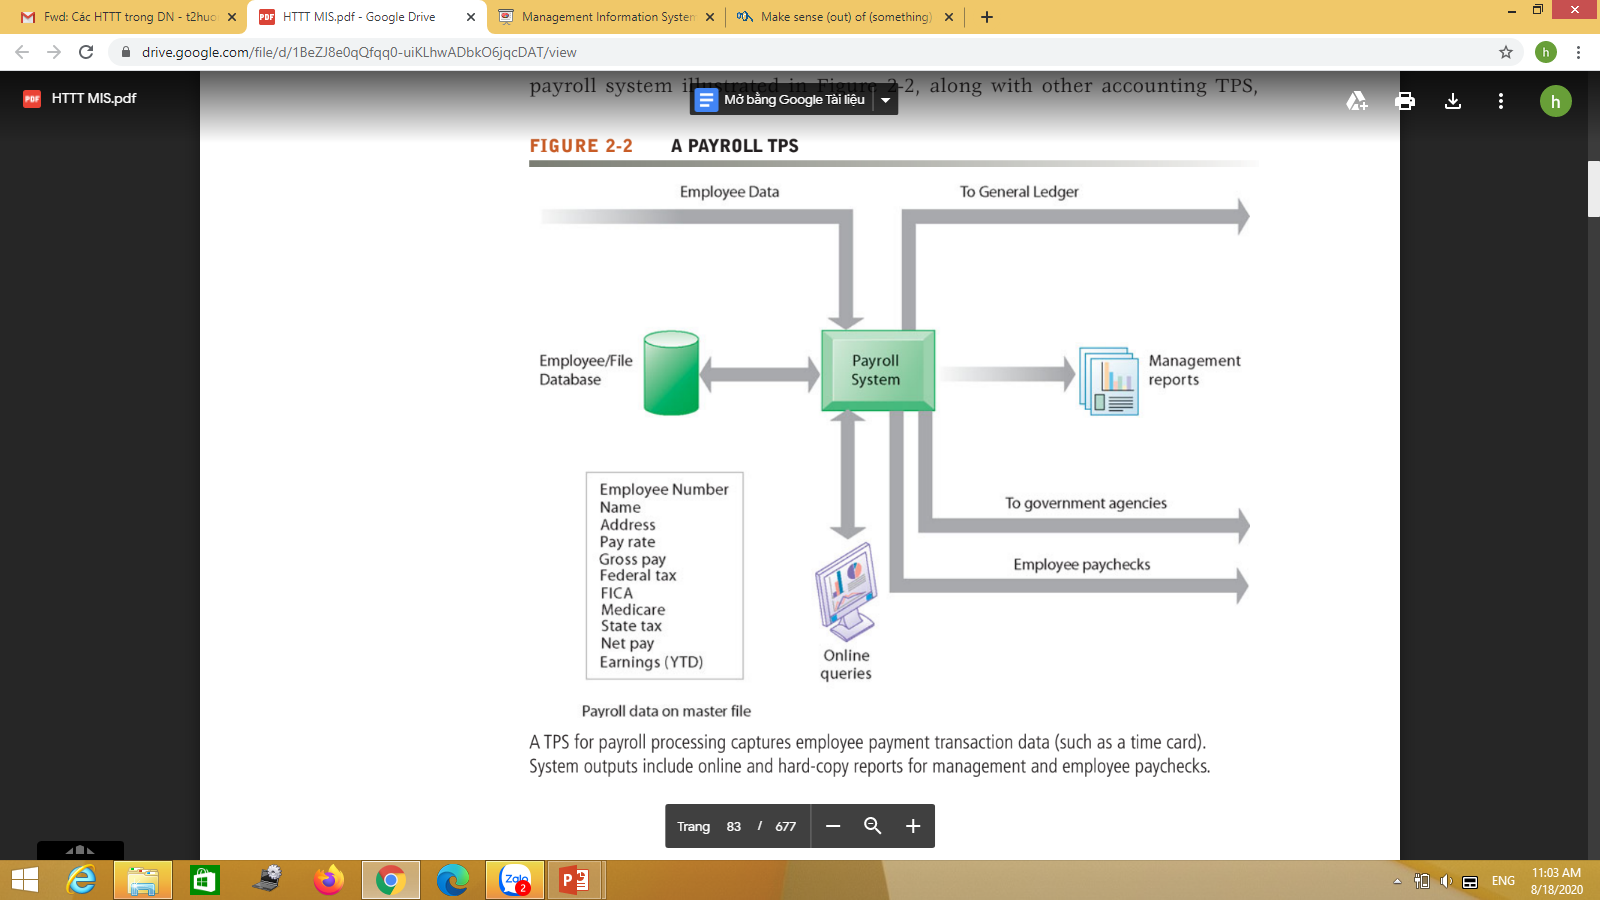 Fwd: Các HTTT trong DN - t2huo
HTTT MIS.pdf - Google Drive
Management Information System
Make sense (out) of (something)
drive.google.com/file/d/1BeZJ8e0qQfqq0-uiKLhwADbkO6jqcDAT/view
h
PDF
HTTT MIS.pdf
payroll system illustrated in Figure 2-2, along with other accounting TPS,
Mở bằng Google Tài liệu
h
FIGURE 2-2 A PAYROLL TPS
Employee Data
To General Ledger
Employee/File
Database
Payroll
System
Management
reports
Employee Number
Name
Address
Pay rate
Gross pay
Federal tax
FICA
Medicare
State tax
Net pay
Earnings (YTD)
To government agencies
Employee paychecks
Online
queries
Payroll data on master file
A TPS for payroll processing captures employee payment transaction data (such as a time card).
System outputs include online and hard-copy reports for management and employee paychecks.
Trang 83 / 677
Zalo
2
P
ENG
11:03 AM
8/18/2020